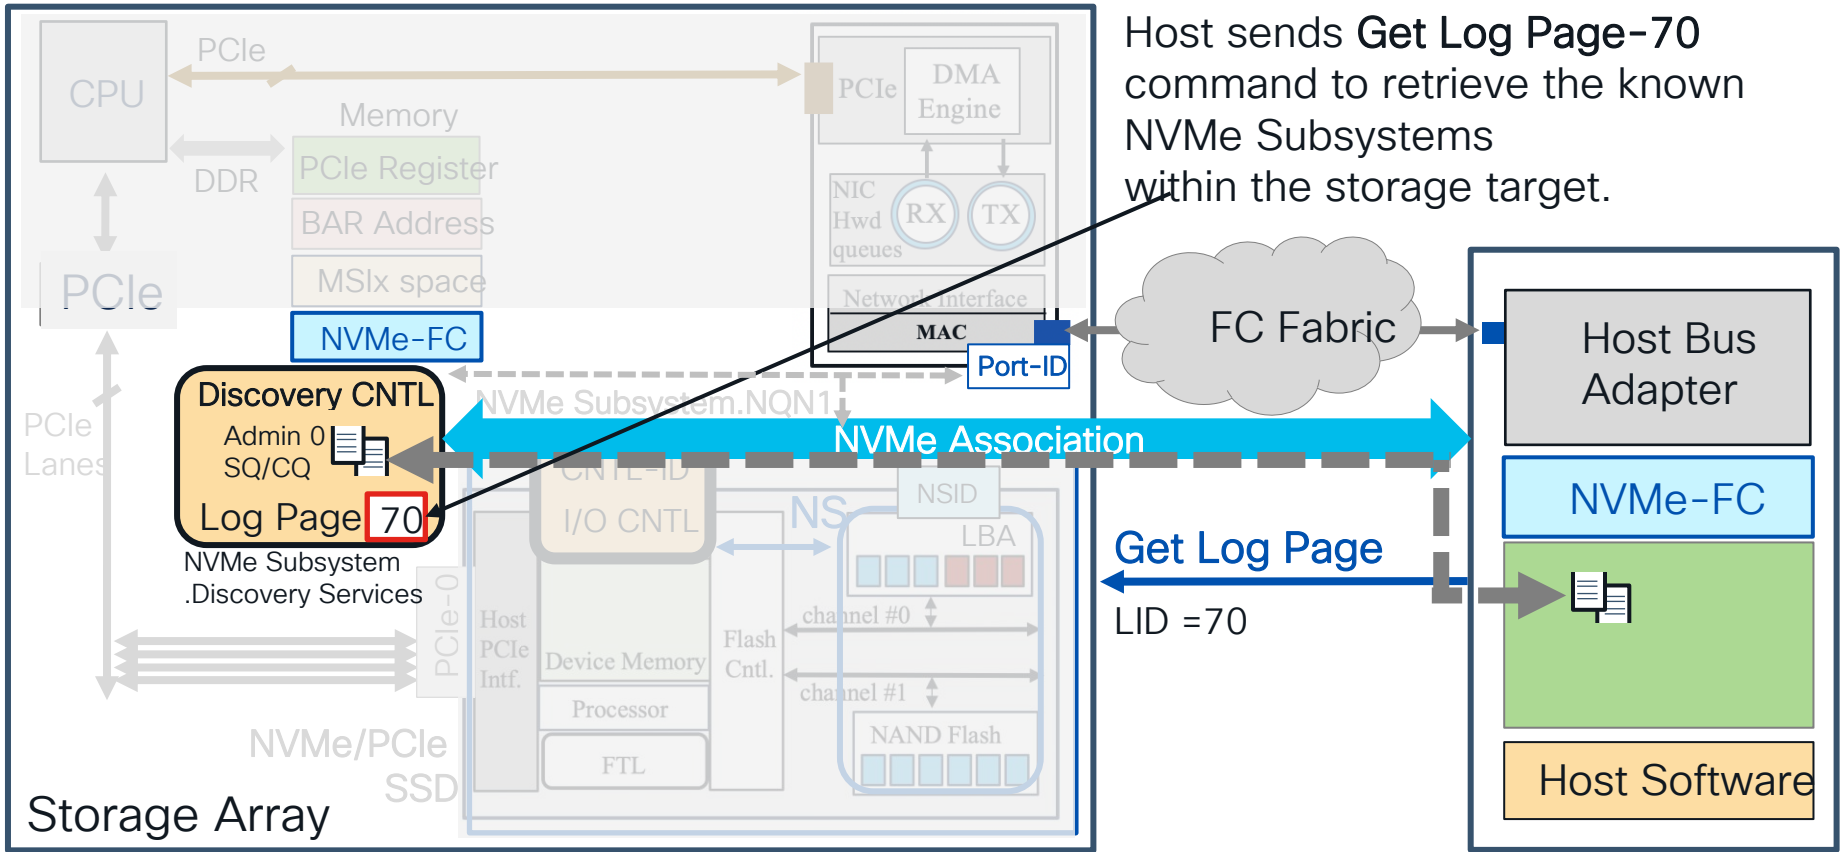 Host sends Get Log Page-70
command to retrieve the known
NVMe Subsystems
within the storage target.
CPU
PCIe
Memory
DDR
PCIe Register
BAR Address
MSIx space
NVMe-FC
PCIe
PCIe
DMA
Engine
NIC
Hwd
queues
RX
TX
Network Interface
MAC
Port-ID
FC Fabric
Host Bus
Adapter
NVMe-FC
Host Software
Discovery CNTL
Admin 0
SQ/CQ
Log Page 70
NVMe Subsystem
.Discovery Services
NVMe Subsystem.NQN1
NVMe Association
PCIe
Lanes
CNTL-ID
I/O CNTL
NS
NSID
LBA
Get Log Page
LID =70
PCIe-0
Host
PCIe
Intf.
Device Memory
Processor
FTL
Flash
Cntl.
channel #0
channel #1
NAND Flash
NVMe/PCIe
SSD
Storage Array